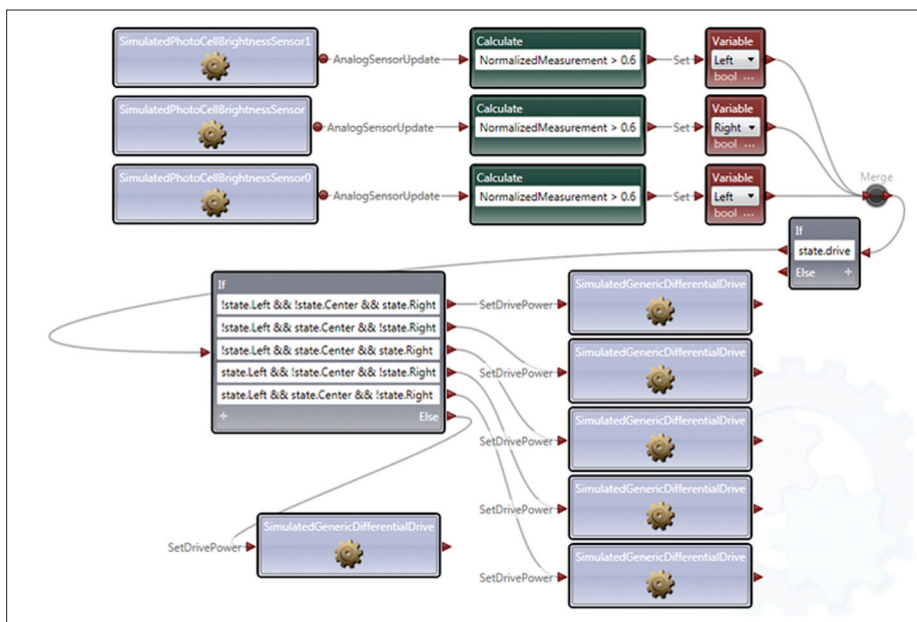 SimulatedPhotoCellBrightnessSensor1
AnalogSensorUpdate
Calculate
NormalizedMeasurement > 0.6
Set
Variable
Left
bool ...
SimulatedPhotoCellBrightnessSensor
AnalogSensorUpdate
Calculate
NormalizedMeasurement > 0.6
Set
Variable
Right
bool ...
SimulatedPhotoCellBrightnessSensor0
AnalogSensorUpdate
Calculate
NormalizedMeasurement > 0.6
Set
Variable
Left
bool ...
Merge
If
state.drive
Else +
If
!state.Left && !state.Center && state.Right
!state.Left && state.Center && !state.Right
!state.Left && state.Center && state.Right
state.Left && !state.Center && !state.Right
state.Left && state.Center && !state.Right
+ Else
SetDrivePower
SimulatedGenericDifferentialDrive
SetDrivePower
SimulatedGenericDifferentialDrive
SetDrivePower
SimulatedGenericDifferentialDrive
SetDrivePower
SimulatedGenericDifferentialDrive
SetDrivePower
SimulatedGenericDifferentialDrive
SetDrivePower
SimulatedGenericDifferentialDrive